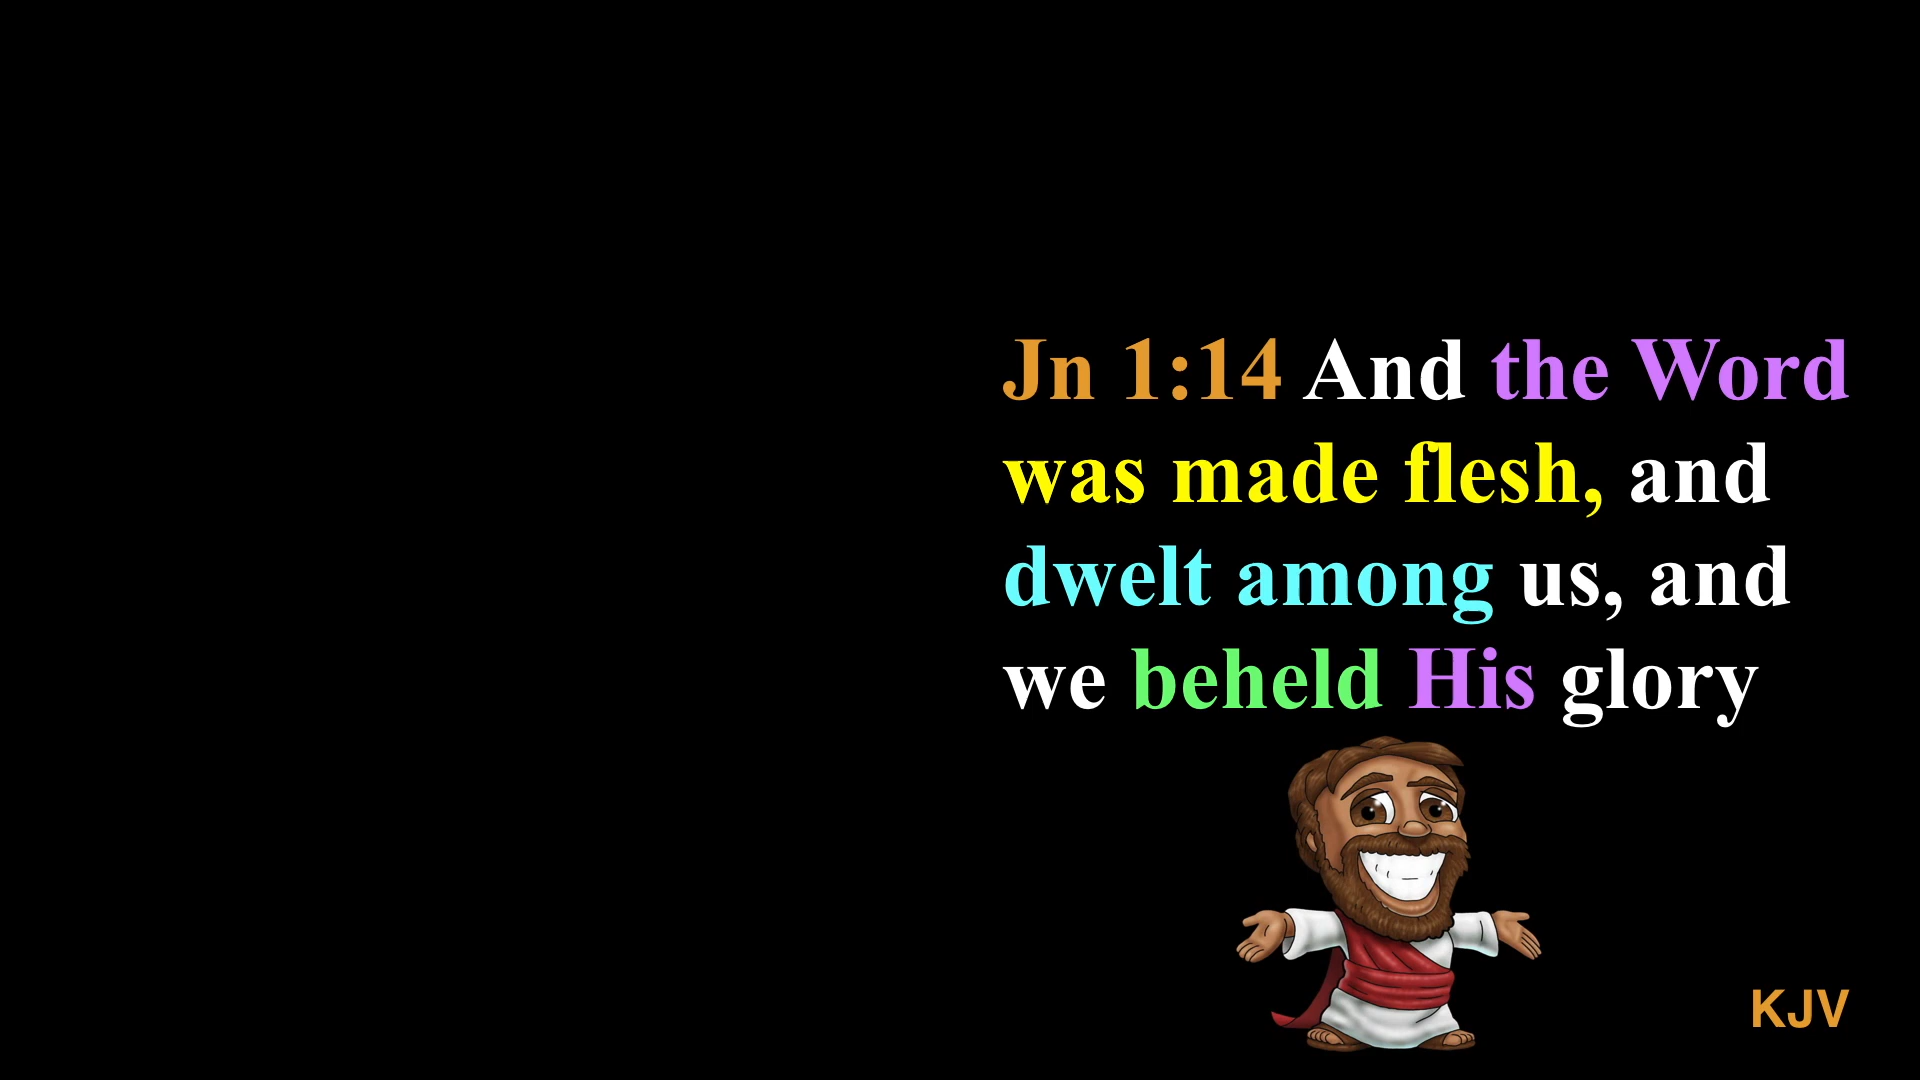 Jn 1:14 And the Word
was made flesh, and
dwelt among us, and
we beheld His glory
KJV